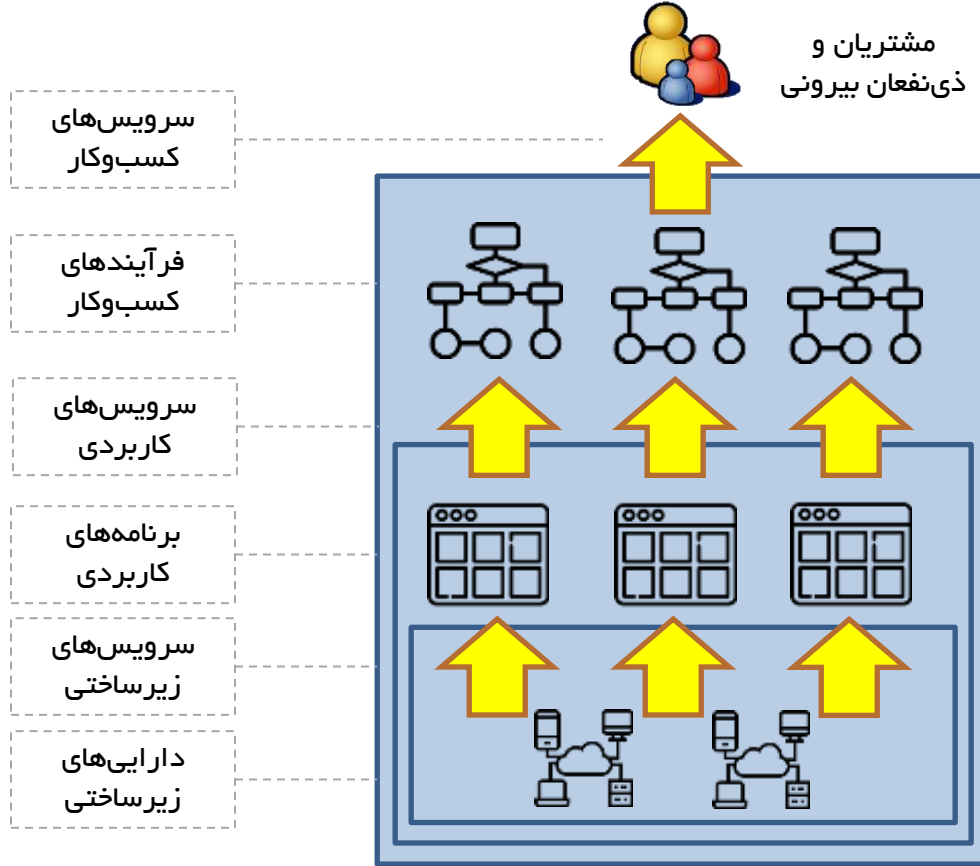 مشتریان و
ذی‌نفعان بیرونی
سرویس‌های
کسب‌وکار
فرآیندهای
کسب‌وکار
سرویس‌های
کاربردی
برنامه‌های
کاربردی
سرویس‌های
زیرساختی
دارایی‌های
زیرساختی